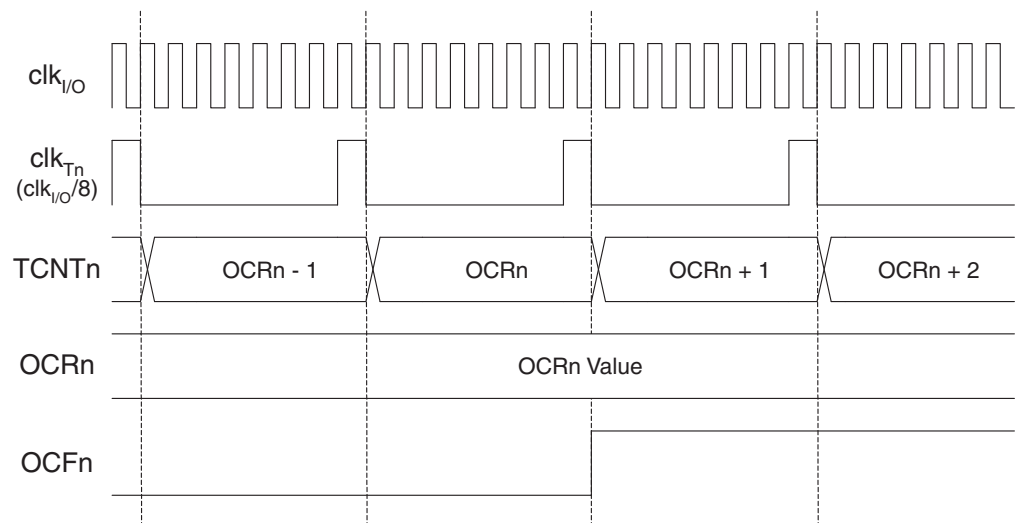 clkI/O
clkTn
(clkI/O/8)
TCNTn
OCRn - 1
OCRn
OCRn + 1
OCRn + 2
OCRn
OCRn Value
OCFn